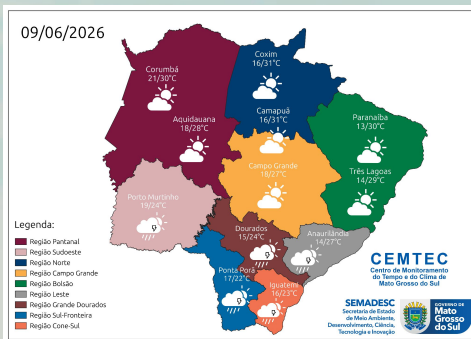 09/06/2026
Coxim
16/31°C
Corumbá
21/30°C
Camapuã
16/31°C
Aquidauana
18/28°C
Paranaíba
13/30°C
Campo Grande
18/27°C
Três Lagoas
14/29°C
Porto Murtinho
19/24°C
Dourados
15/24°C
Anaurilândia
14/27°C
Ponta Porã
17/22°C
Iguatemi
16/23°C
Legenda:
Região Pantanal
Região Sudoeste
Região Norte
Região Campo Grande
Região Bolsão
Região Leste
Região Grande Dourados
Região Sul-Fronteira
Região Cone-Sul
CEMTEC
Centro de Monitoramento
do Tempo e do Clima de
Mato Grosso do Sul
SEMADESC
Secretaria de Estado
de Meio Ambiente,
Desenvolvimento, Ciência,
Tecnologia e Inovação
GOVERNO DE
Mato
Grosso
do Sul